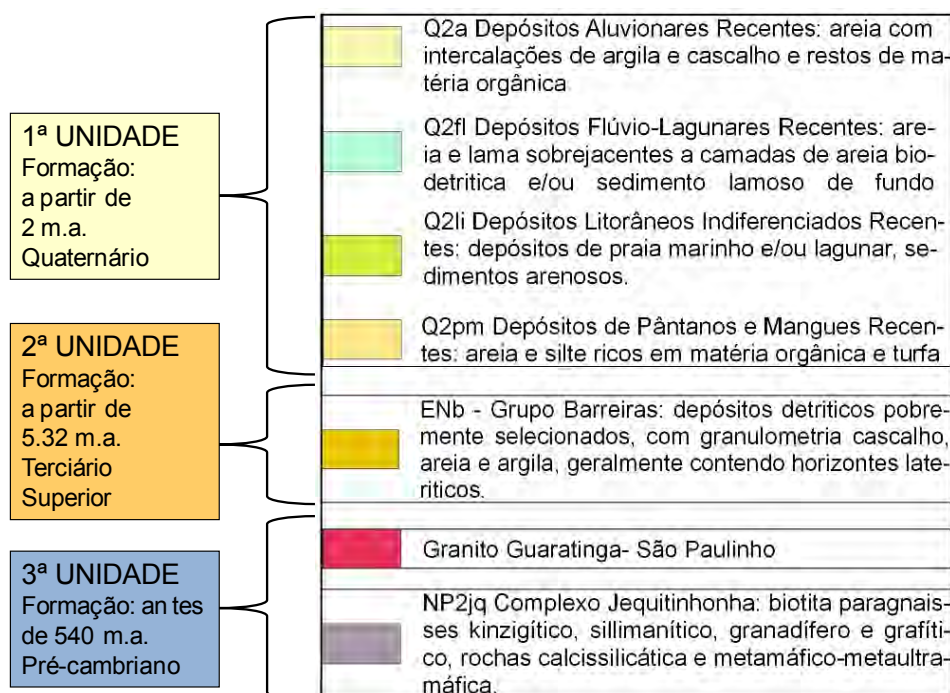 1ª UNIDADE
Formação:
a partir de
2 m.a.
Quaternário
Q2a Depósitos Aluvionares Recentes: areia com
intercalações de argila e cascalho e restos de ma-
téria orgânica
Q2fl Depósitos Flúvio-Lagunares Recentes: are-
ia e lama sobrejacentes a camadas de areia bio-
detritica e/ou sedimento lamoso de fundo
Q2li Depósitos Litorâneos Indiferenciados Recen-
tes: depósitos de praia marinho e/ou lagunar, se-
dimentos arenosos.
Q2pm Depósitos de Pântanos e Mangues Recen-
tes: areia e silte ricos em matéria orgânica e turfa
2ª UNIDADE
Formação:
a partir de
5.32 m.a.
Terciário
Superior
ENb - Grupo Barreiras: depósitos detriticos pobre-
mente selecionados, com granulometria cascalho,
areia e argila, geralmente contendo horizontes late-
riticos.
3ª UNIDADE
Formação: antes
de 540 m.a.
Pré-cambriano
Granito Guaratinga- São Paulinho
NP2jq Complexo Jequitinhonha: biotita paragnais-
ses kinzigítico, sillimanítico, granadífero e grafíti-
co, rochas calcissilicática e metamáfico-metaultra-
máfica.